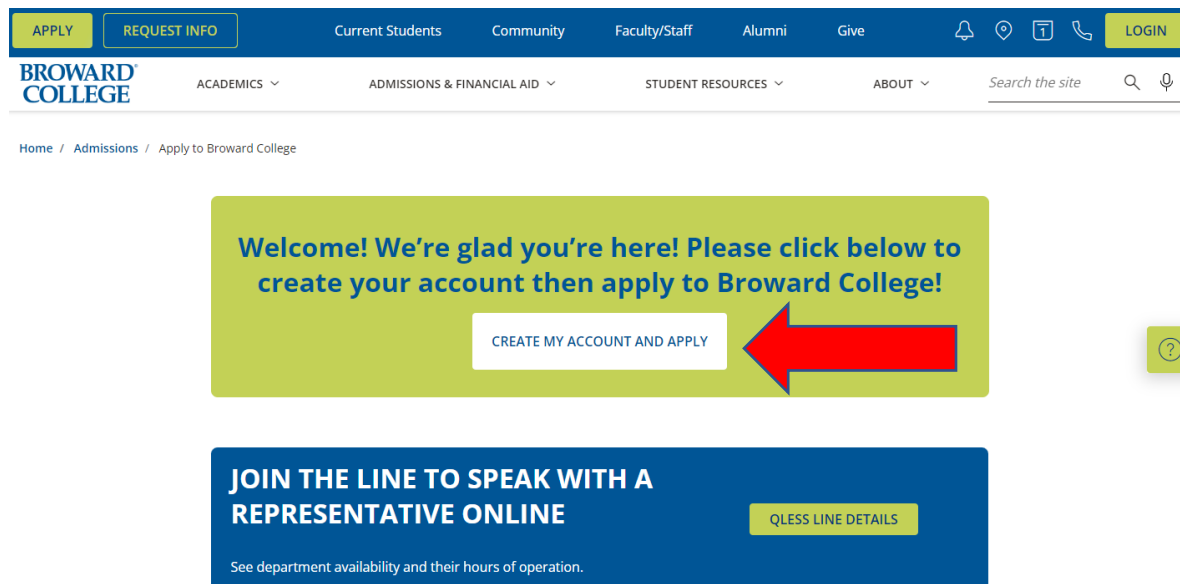 APPLY REQUEST INFO Current Students Community Faculty/Staff Alumni Give 1 LOGIN
BROWARD®
COLLEGE
ACADEMICS ADMISSIONS & FINANCIAL AID STUDENT RESOURCES ABOUT Search the site
Home / Admissions / Apply to Broward College
Welcome! We're glad you're here! Please click below to
create your account then apply to Broward College!
CREATE MY ACCOUNT AND APPLY
?
JOIN THE LINE TO SPEAK WITH A
REPRESENTATIVE ONLINE
QLESS LINE DETAILS
See department availability and their hours of operation.